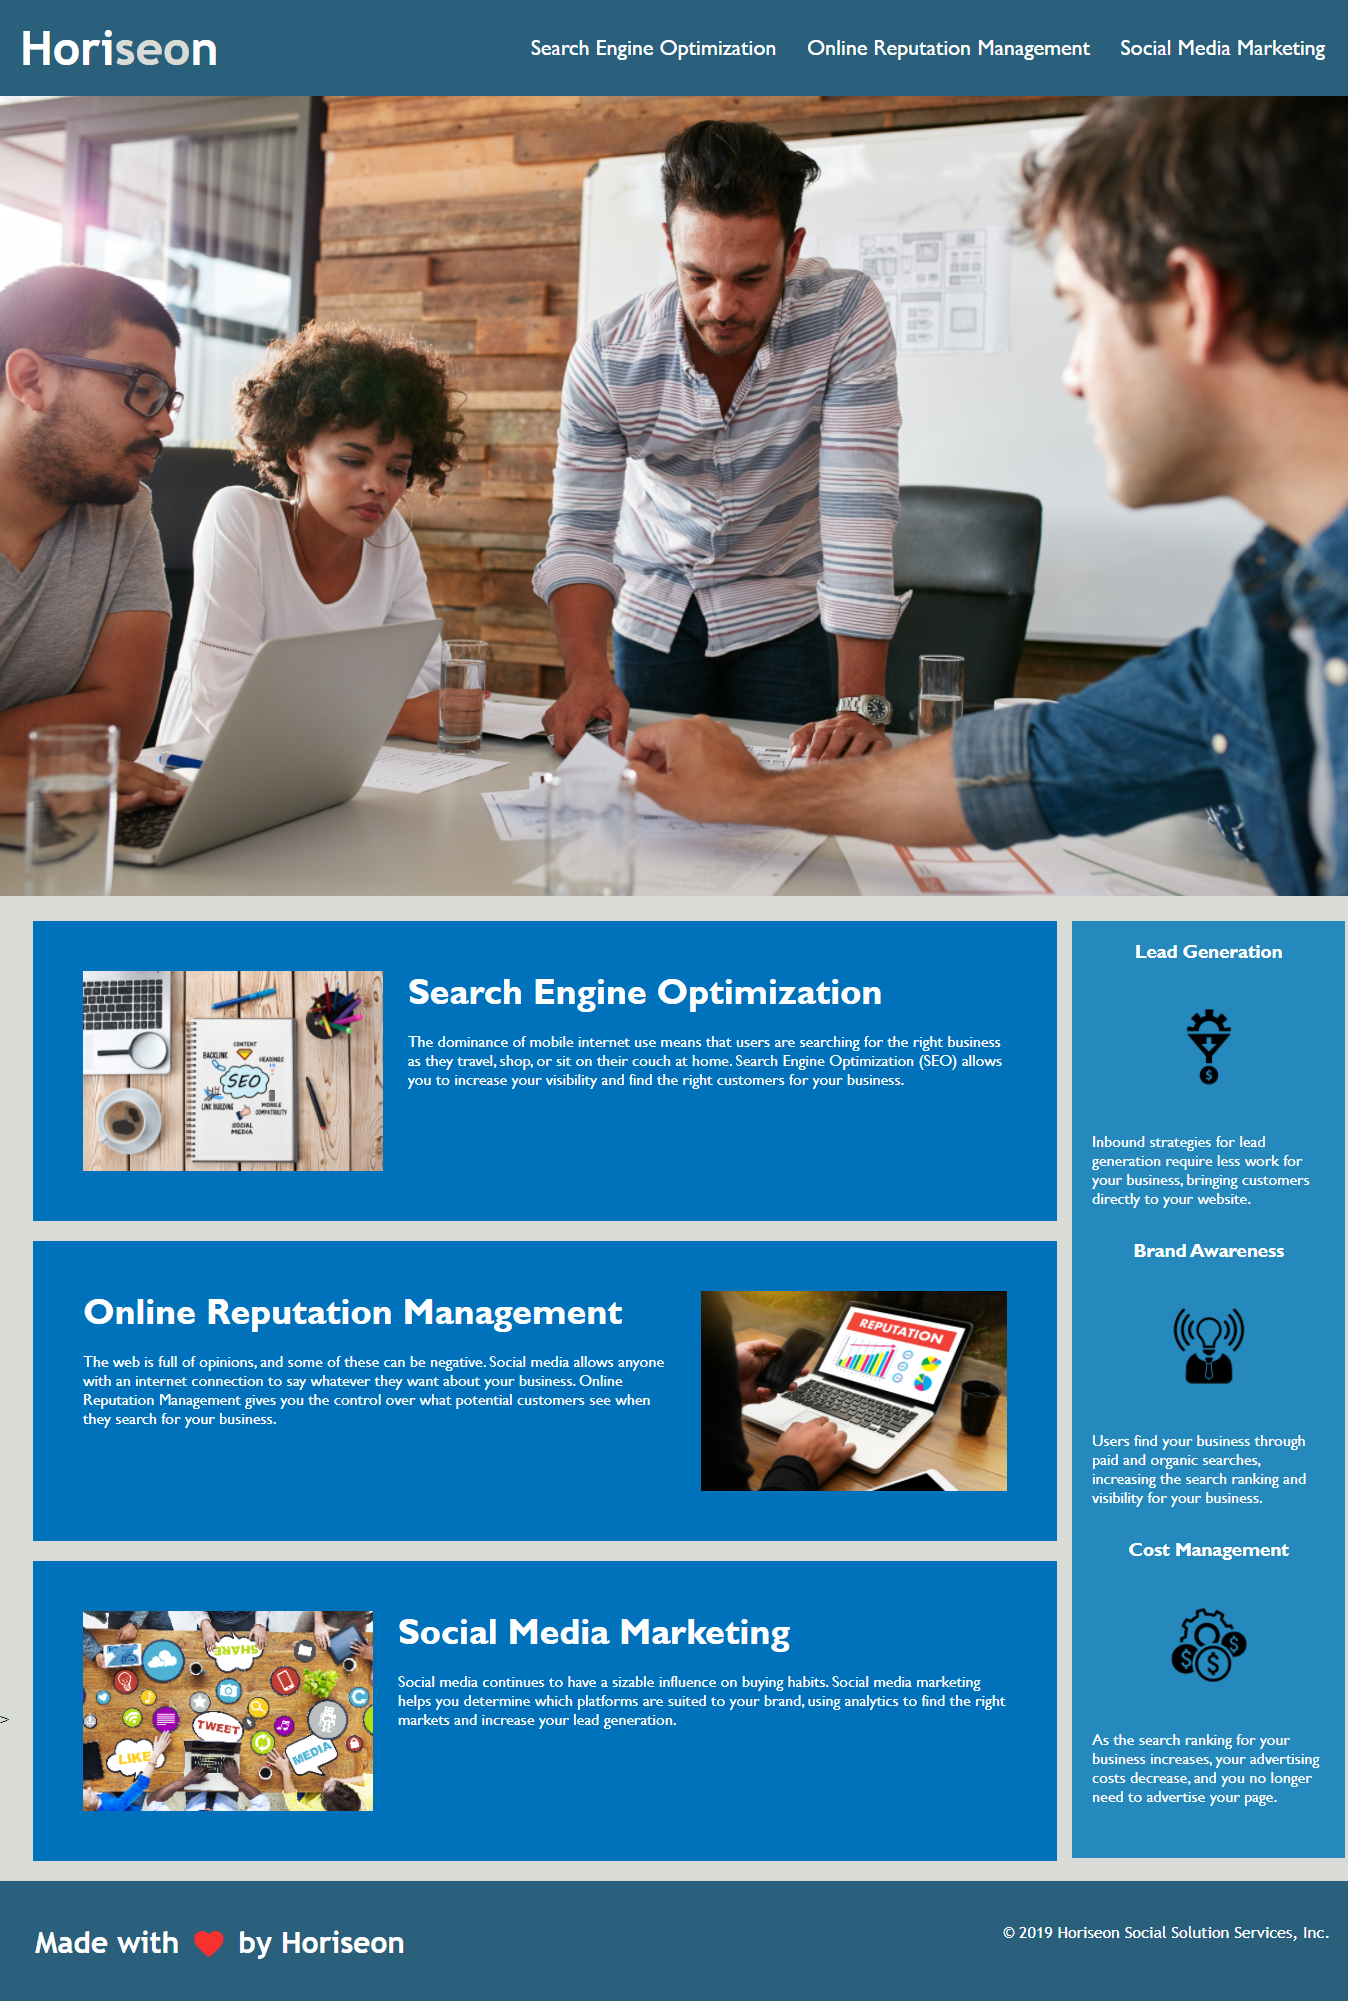 Horiseon
Search Engine Optimization
Online Reputation Management
Social Media Marketing
CONTENT
BACKLINK
HEADINGS
SEO
LINK BUILDING
MOBILE
COMPATIBILITY
SOCIAL
MEDIA
Search Engine Optimization
The dominance of mobile internet use means that users are searching for the right business
as they travel, shop, or sit on their couch at home. Search Engine Optimization (SEO) allows
you to increase your visibility and find the right customers for your business.
Online Reputation Management
The web is full of opinions, and some of these can be negative. Social media allows anyone
with an internet connection to say whatever they want about your business. Online
Reputation Management gives you the control over what potential customers see when
they search for your business.
REPUTATION
SHARE
TWEET
LIKE
MEDIA
Social Media Marketing
Social media continues to have a sizable influence on buying habits. Social media marketing
helps you determine which platforms are suited to your brand, using analytics to find the right
markets and increase your lead generation.
>
Lead Generation
$
Inbound strategies for lead
generation require less work for
your business, bringing customers
directly to your website.
Brand Awareness
Users find your business through
paid and organic searches,
increasing the search ranking and
visibility for your business.
Cost Management
$ $ $
As the search ranking for your
business increases, your advertising
costs decrease, and you no longer
need to advertise your page.
Made with ❤ by Horiseon
© 2019 Horiseon Social Solution Services, Inc.